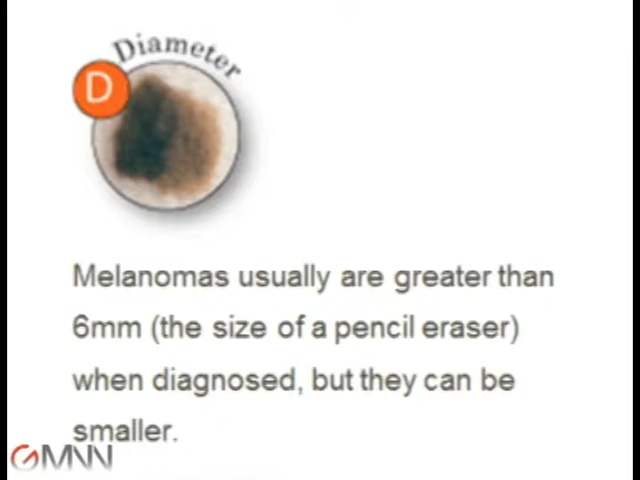 Diameter
D
Melanomas usually are greater than
6mm (the size of a pencil eraser)
when diagnosed, but they can be
smaller.
GMNN